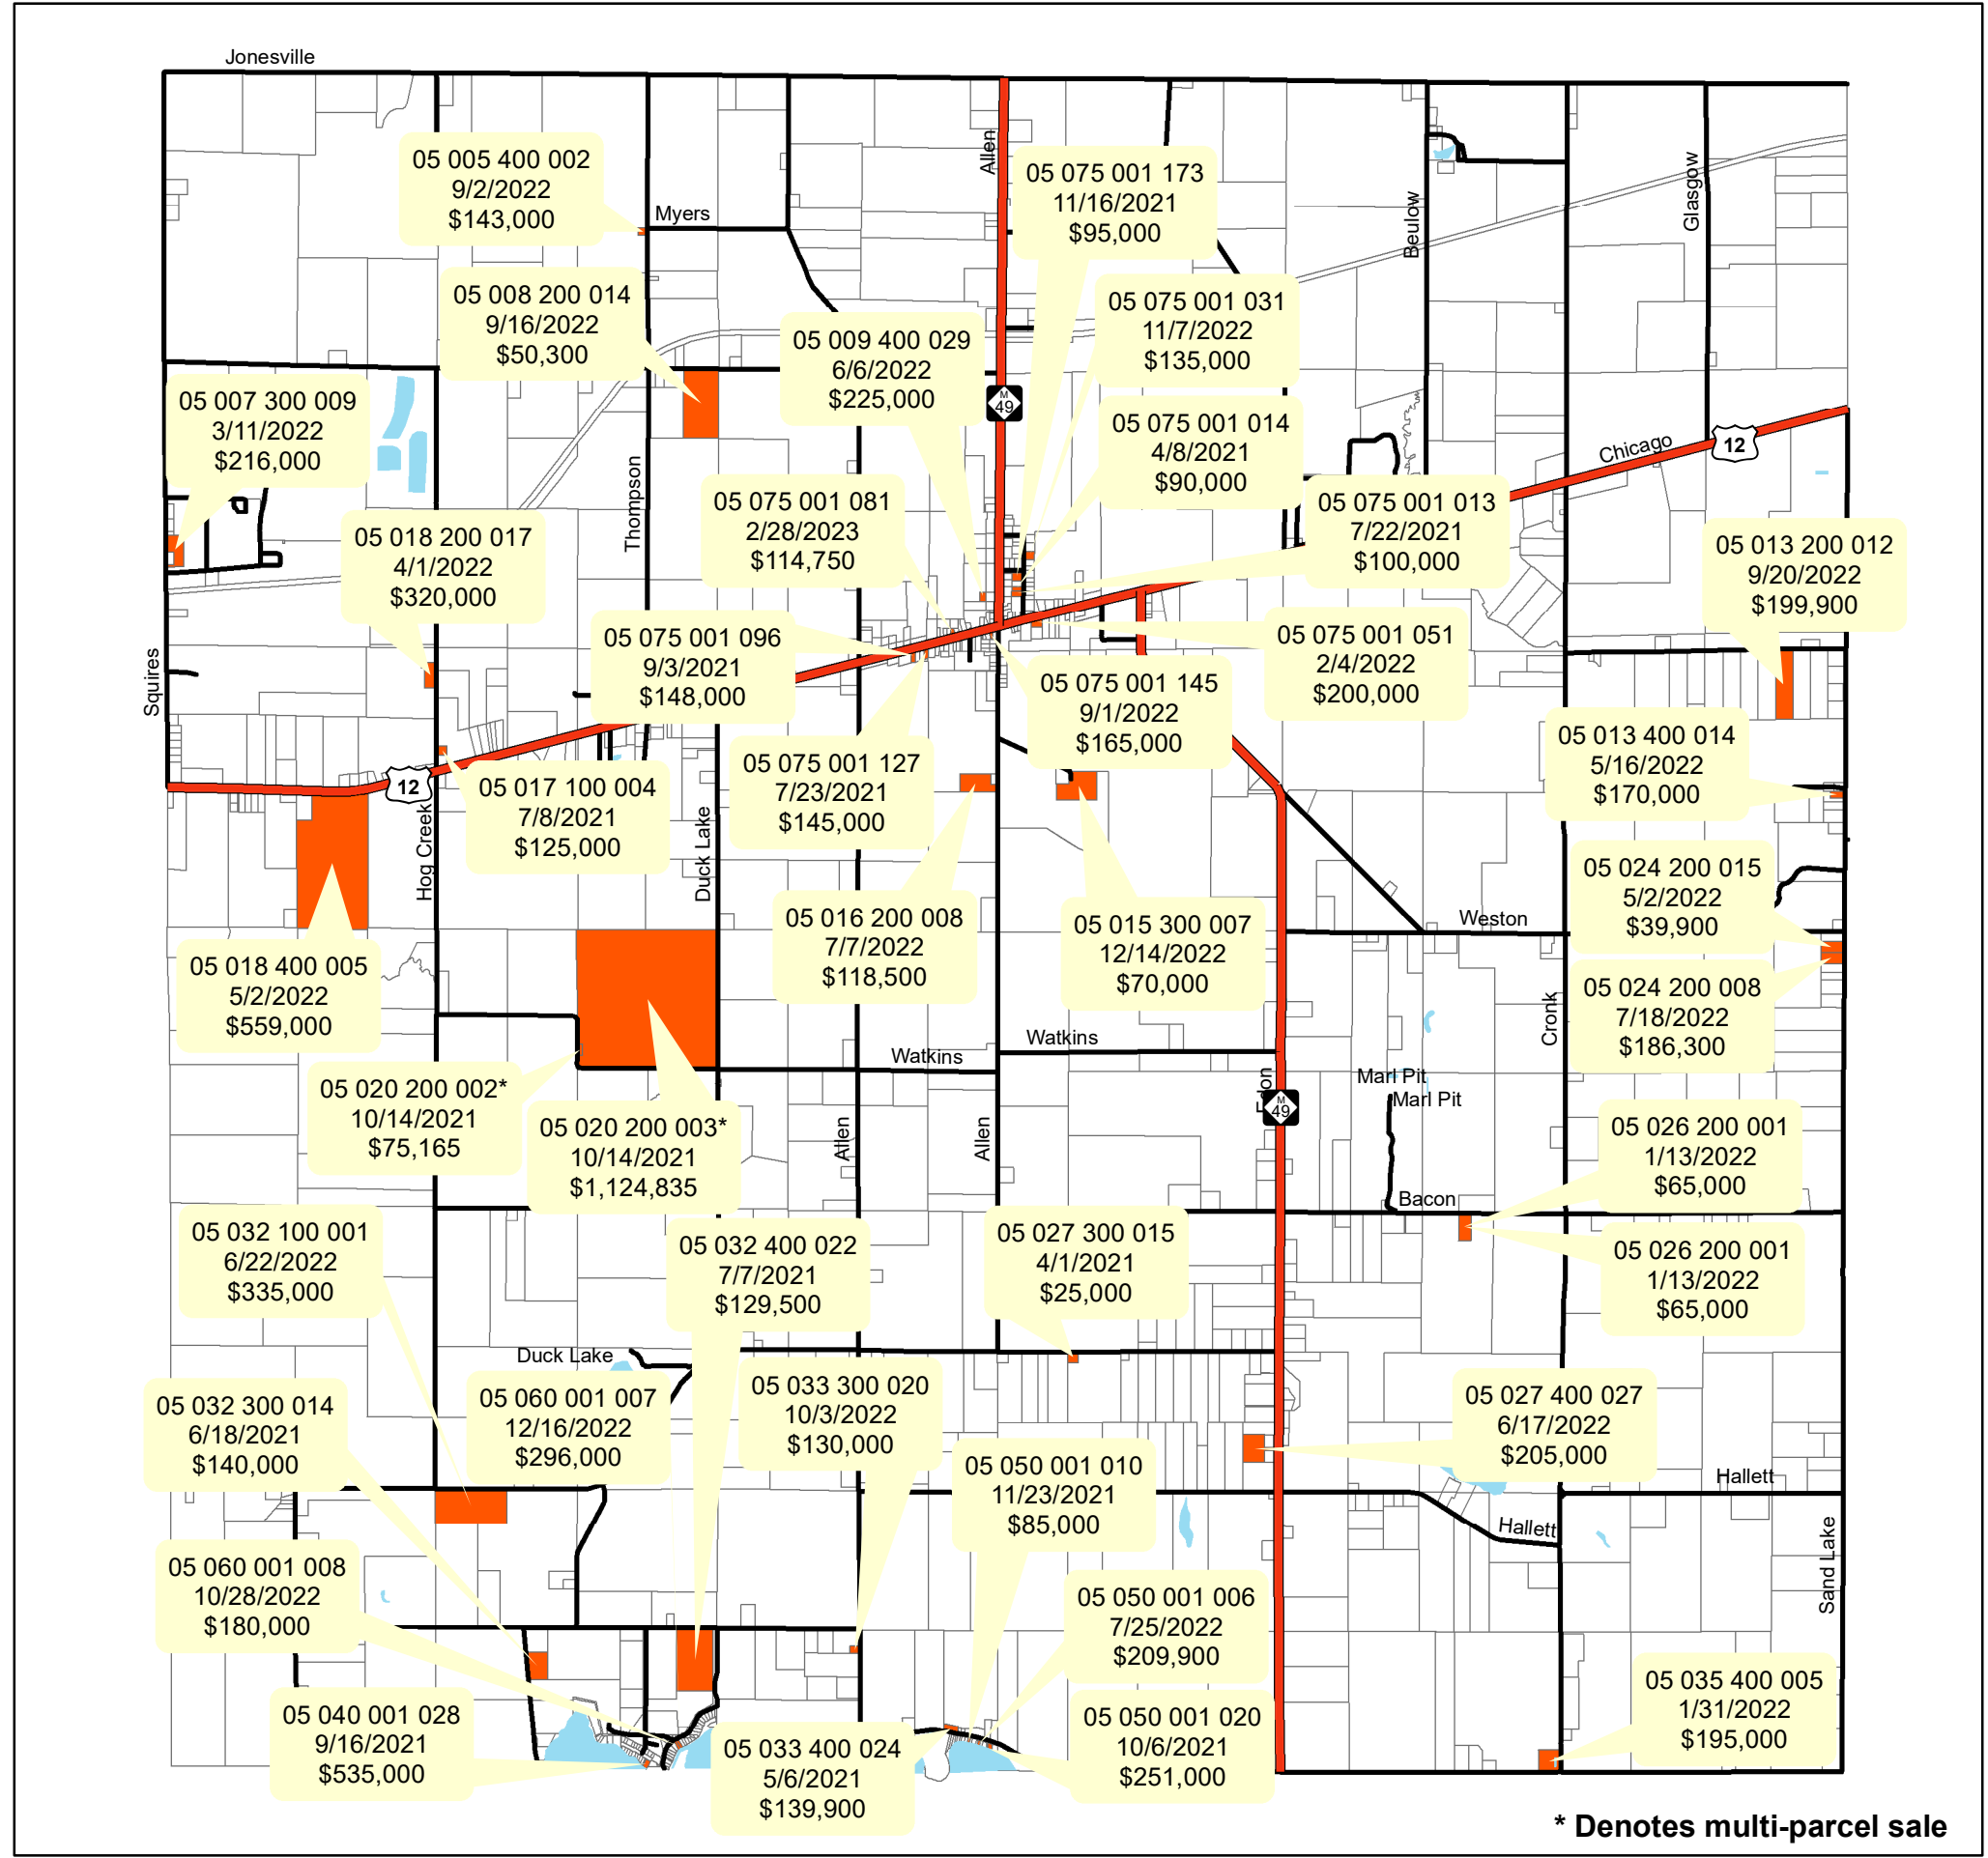 Jonesville
05 005 400 002
9/2/2022
$143,000
Myers
Allen
05 075 001 173
11/16/2021
$95,000
Beulow
Glasgow
05 008 200 014
9/16/2022
$50,300
05 009 400 029
6/6/2022
$225,000
05 075 001 031
11/7/2022
$135,000
M
49
05 007 300 009
3/11/2022
$216,000
05 075 001 014
4/8/2021
$90,000
Chicago
12
Thompson
05 018 200 017
4/1/2022
$320,000
05 075 001 081
2/28/2023
$114,750
05 075 001 013
7/22/2021
$100,000
05 013 200 012
9/20/2022
$199,900
Squires
05 075 001 096
9/3/2021
$148,000
05 075 001 145
9/1/2022
$165,000
05 075 001 051
2/4/2022
$200,000
12
Hog Creek
05 017 100 004
7/8/2021
$125,000
Duck Lake
05 075 001 127
7/23/2021
$145,000
05 013 400 014
5/16/2022
$170,000
05 018 400 005
5/2/2022
$559,000
05 016 200 008
7/7/2022
$118,500
05 015 300 007
12/14/2022
$70,000
Weston
05 024 200 015
5/2/2022
$39,900
05 024 200 008
7/18/2022
$186,300
Cronk
Watkins
Watkins
05 020 200 002*
10/14/2021
$75,165
05 020 200 003*
10/14/2021
$1,124,835
Allen
Allen
M
49
Marl Pit
Marl Pit
Bacon
05 026 200 001
1/13/2022
$65,000
05 032 100 001
6/22/2022
$335,000
05 032 400 022
7/7/2021
$129,500
05 027 300 015
4/1/2021
$25,000
05 026 200 001
1/13/2022
$65,000
Duck Lake
05 032 300 014
6/18/2021
$140,000
05 060 001 007
12/16/2022
$296,000
05 033 300 020
10/3/2022
$130,000
05 050 001 010
11/23/2021
$85,000
05 027 400 027
6/17/2022
$205,000
Hallett
Hallett
Sand Lake
05 060 001 008
10/28/2022
$180,000
05 050 001 006
7/25/2022
$209,900
05 040 001 028
9/16/2021
$535,000
05 033 400 024
5/6/2021
$139,900
05 050 001 020
10/6/2021
$251,000
05 035 400 005
1/31/2022
$195,000
* Denotes multi-parcel sale